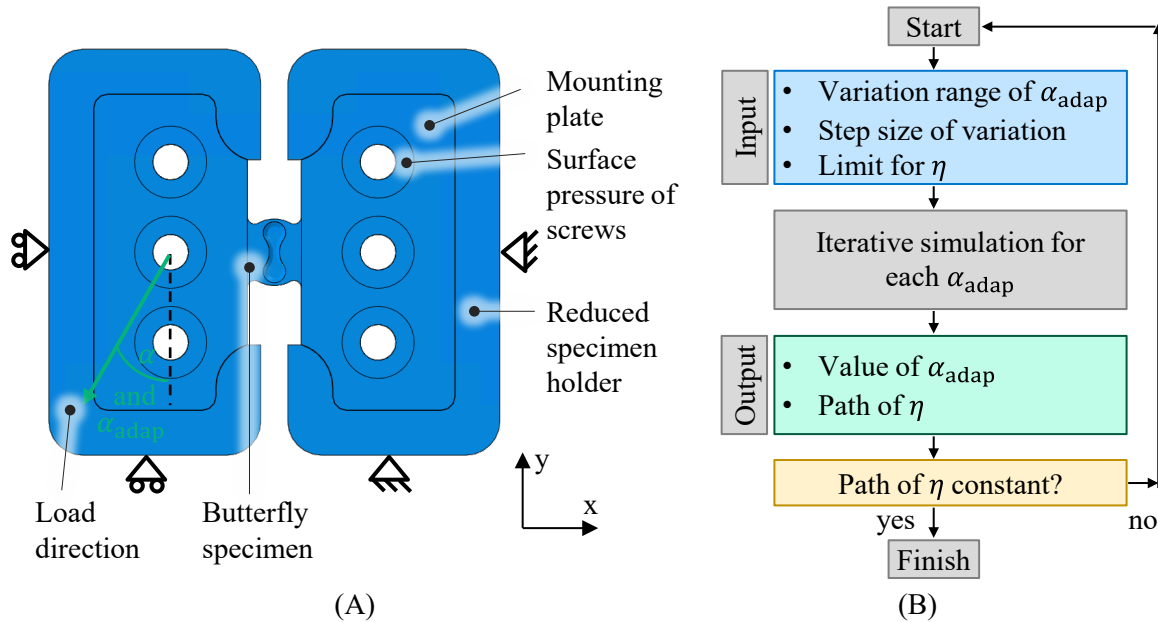 Mounting
plate
Surface
pressure of
screws
Reduced
specimen
holder
α
and
α_adap
y
x
Load
direction
Butterfly
specimen
(A)
Start
Input
• Variation range of α_adap
• Step size of variation
• Limit for η
Iterative simulation for
each α_adap
Output
• Value of α_adap
• Path of η
Path of η constant?
yes
no
Finish
(B)